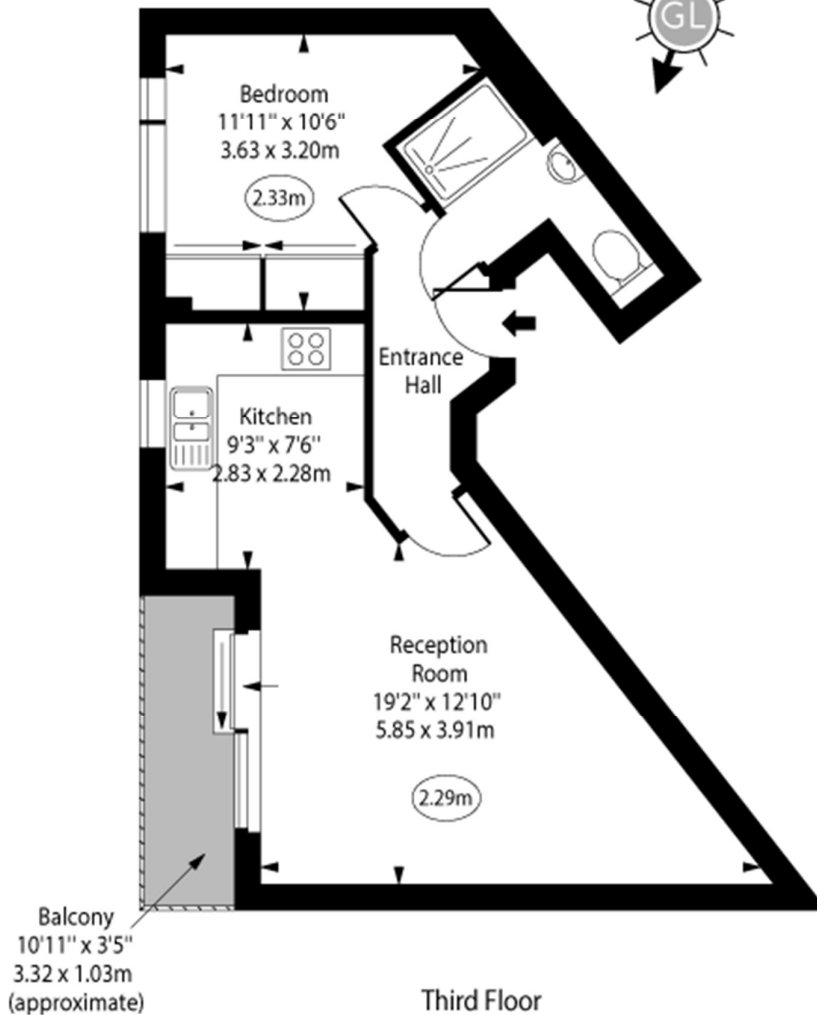 GL
Bedroom
11'11" x 10'6"
3.63 x 3.20m
2.33m
Entrance
Hall
Kitchen
9'3" x 7'6"
2.83 x 2.28m
Reception
Room
19'2" x 12'10"
5.85 x 3.91m
2.29m
Balcony
10'11" x 3'5"
3.32 x 1.03m
(approximate)
Third Floor